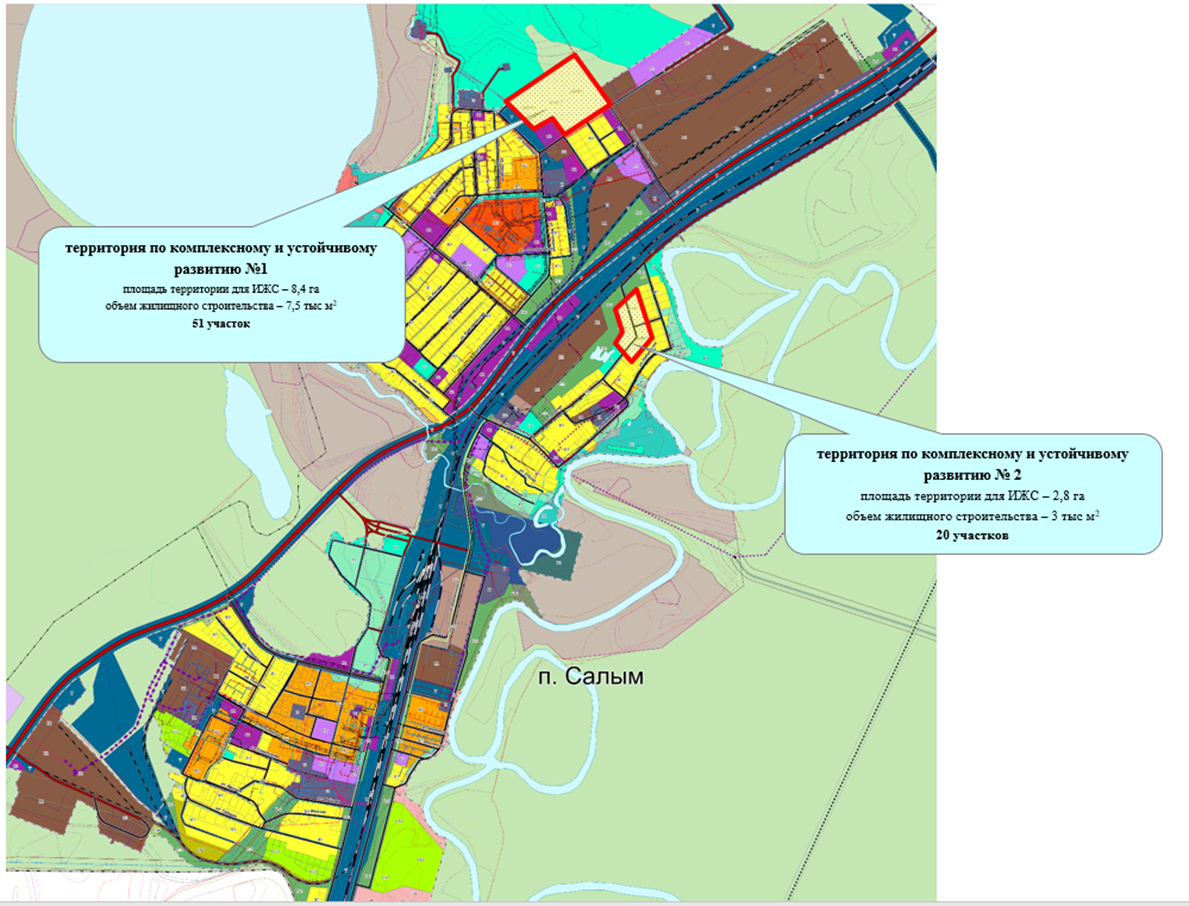 территория по комплексному и устойчивому
развитию №1
площадь территории для ИЖС – 8,4 га
объем жилищного строительства – 7,5 тыс м²
51 участок
территория по комплексному и устойчивому
развитию № 2
площадь территории для ИЖС – 2,8 га
объем жилищного строительства – 3 тыс м²
20 участков
п. Салым